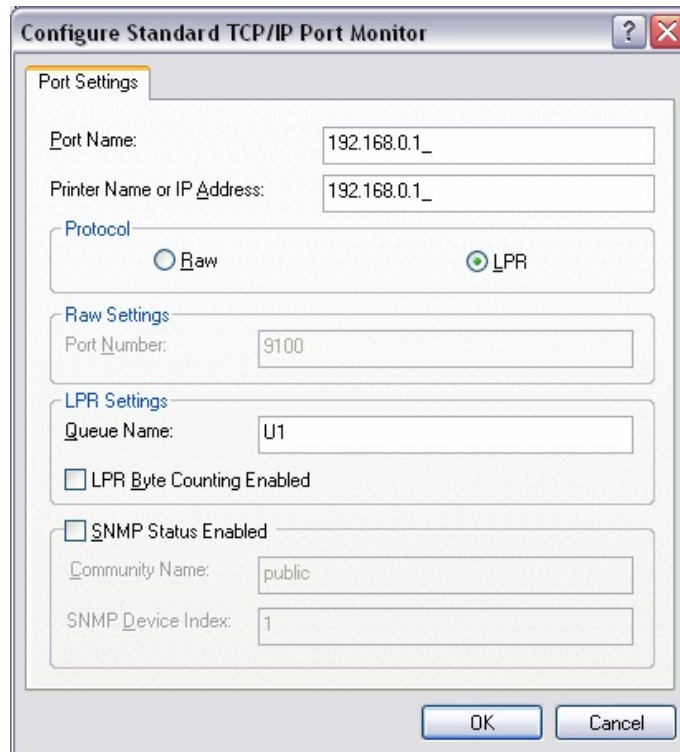 Configure Standard TCP/IP Port Monitor
Port Settings
Port Name: 192.168.0.1_
Printer Name or IP Address: 192.168.0.1_
Protocol
Raw LPR
Raw Settings
Port Number: 9100
LPR Settings
Queue Name: U1
LPR Byte Counting Enabled
SNMP Status Enabled
Community Name: public
SNMP Device Index: 1
OK Cancel